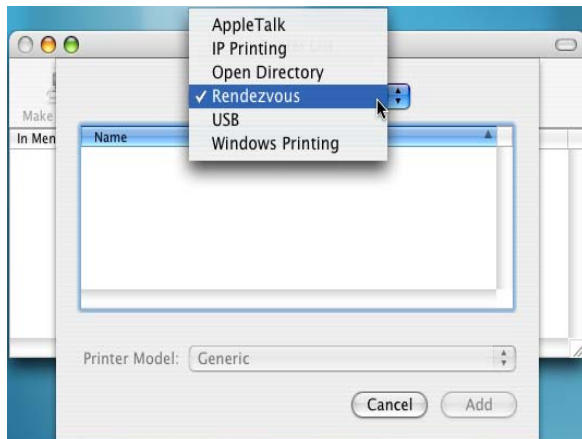 AppleTalk
IP Printing
Open Directory
✓ Rendezvous
USB
Windows Printing
Make
In Men
Name
Printer Model: Generic
Cancel Add